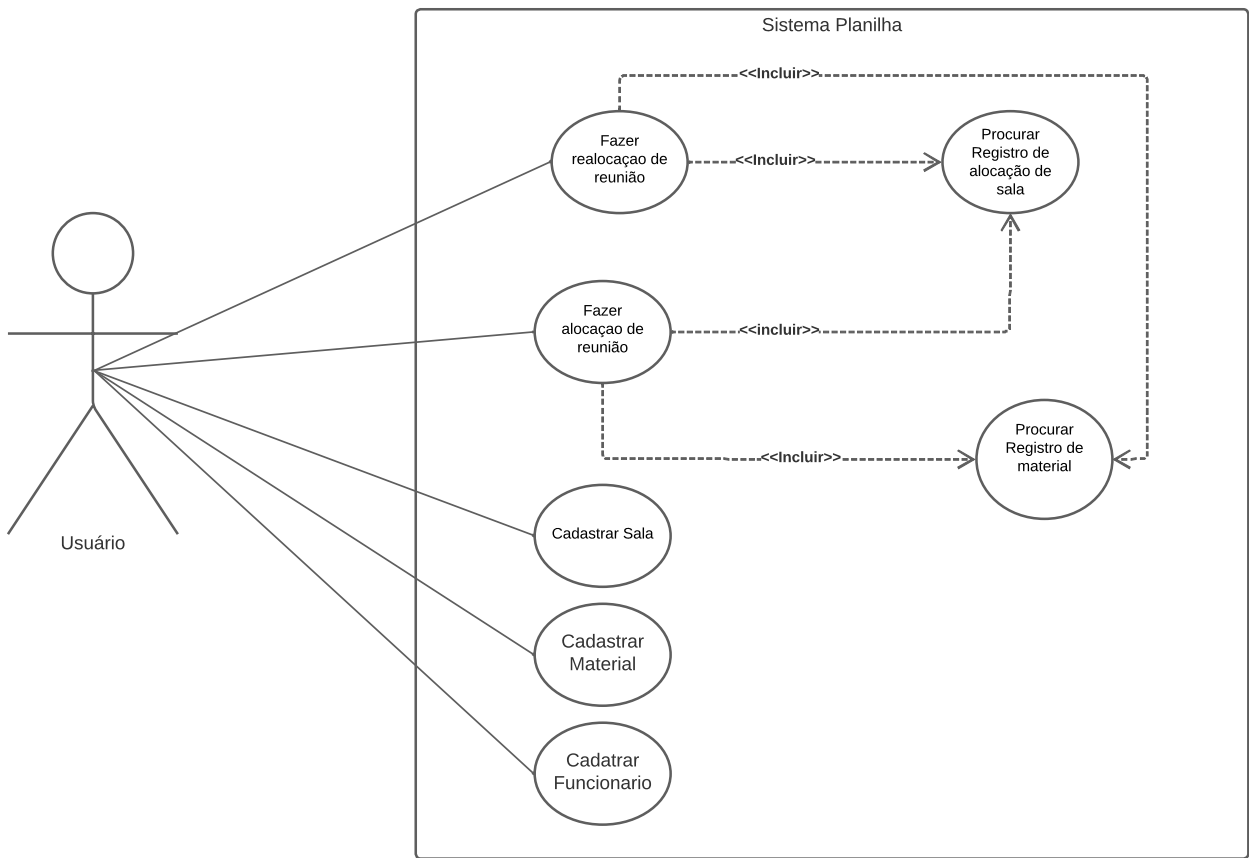 Sistema Planilha
<<Incluir>>
Fazer
realocaçao de
reunião
<<Incluir>>
Procurar
Registro de
alocação de
sala
Fazer
alocaçao de
reunião
<<incluir>>
Procurar
Registro de
material
<<Incluir>>
Usuário
Cadastrar Sala
Cadastrar
Material
Cadatrar
Funcionario